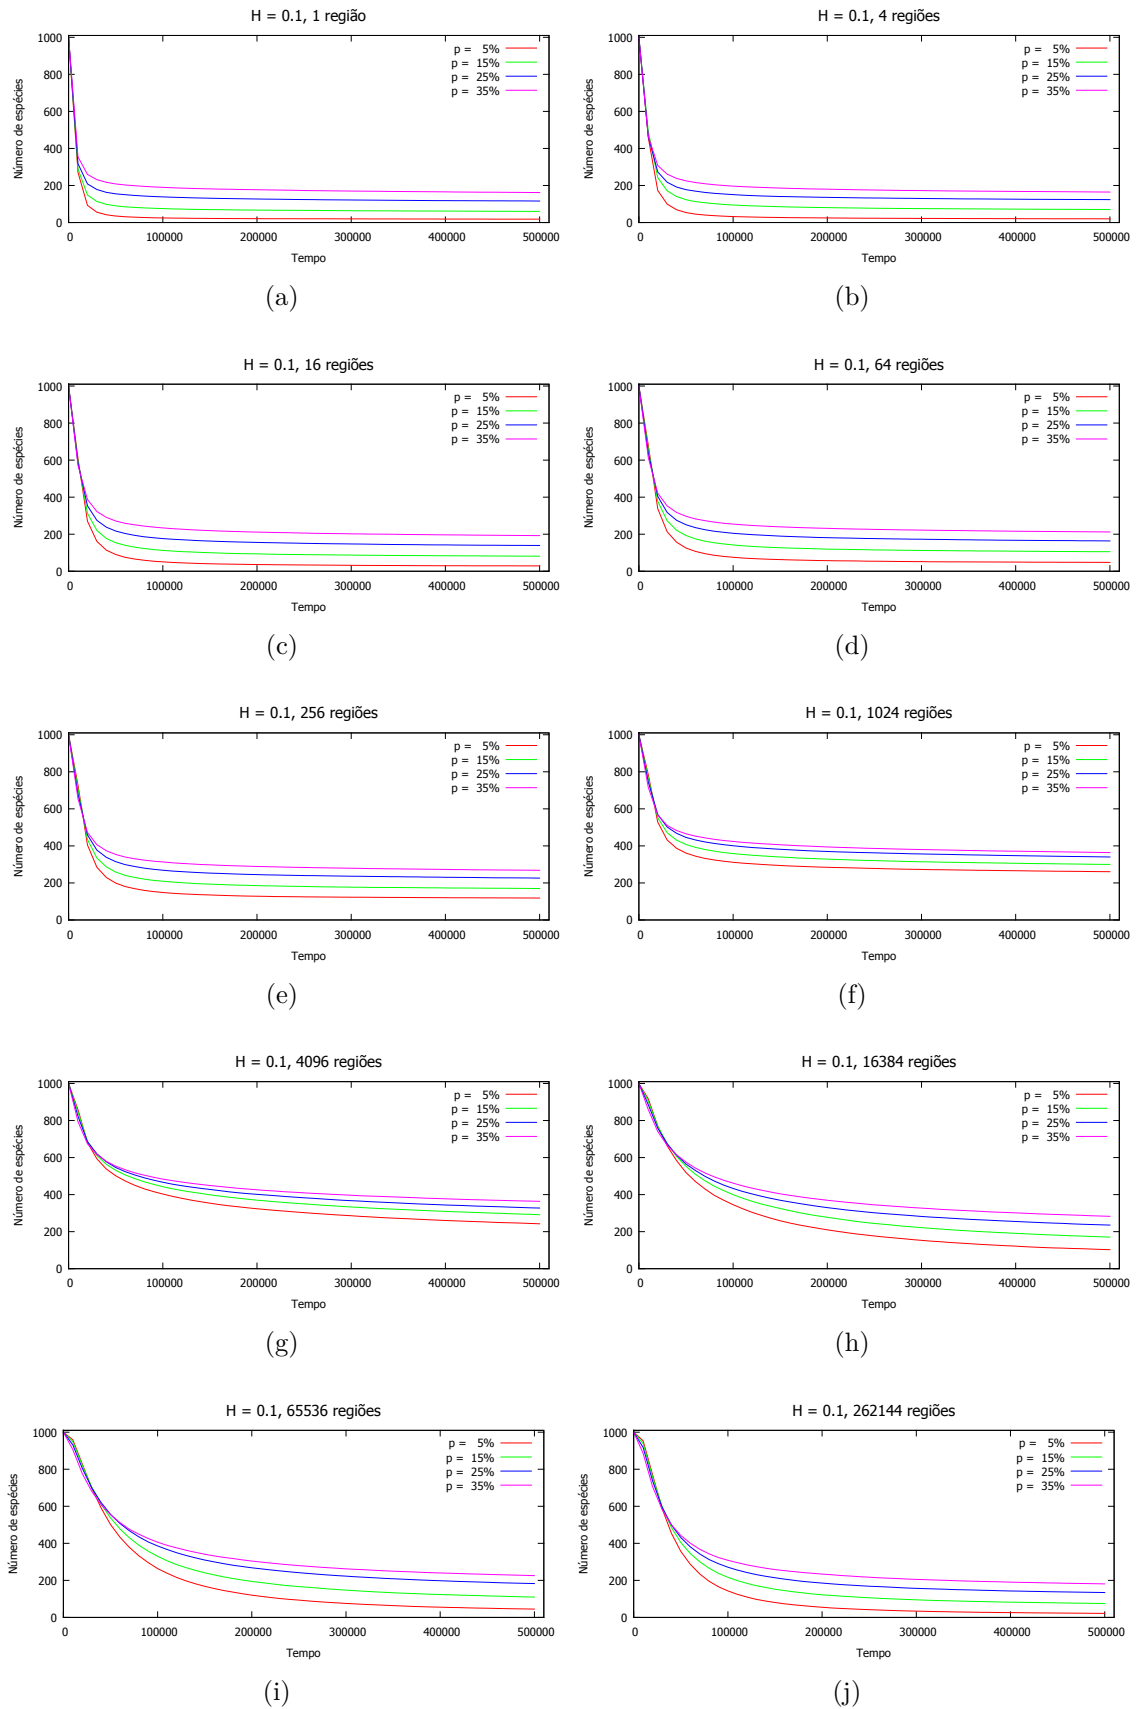 H = 0.1, 1 região
Número de espécies
1000
800
600
400
200
0
p = 5%
p = 15%
p = 25%
p = 35%
0 100000 200000 300000 400000 500000
Tempo
(a)
H = 0.1, 4 regiões
Número de espécies
1000
800
600
400
200
0
p = 5%
p = 15%
p = 25%
p = 35%
0 100000 200000 300000 400000 500000
Tempo
(b)
H = 0.1, 16 regiões
Número de espécies
1000
800
600
400
200
0
p = 5%
p = 15%
p = 25%
p = 35%
0 100000 200000 300000 400000 500000
Tempo
(c)
H = 0.1, 64 regiões
Número de espécies
1000
800
600
400
200
0
p = 5%
p = 15%
p = 25%
p = 35%
0 100000 200000 300000 400000 500000
Tempo
(d)
H = 0.1, 256 regiões
Número de espécies
1000
800
600
400
200
0
p = 5%
p = 15%
p = 25%
p = 35%
0 100000 200000 300000 400000 500000
Tempo
(e)
H = 0.1, 1024 regiões
Número de espécies
1000
800
600
400
200
0
p = 5%
p = 15%
p = 25%
p = 35%
0 100000 200000 300000 400000 500000
Tempo
(f)
H = 0.1, 4096 regiões
Número de espécies
1000
800
600
400
200
0
p = 5%
p = 15%
p = 25%
p = 35%
0 100000 200000 300000 400000 500000
Tempo
(g)
H = 0.1, 16384 regiões
Número de espécies
1000
800
600
400
200
0
p = 5%
p = 15%
p = 25%
p = 35%
0 100000 200000 300000 400000 500000
Tempo
(h)
H = 0.1, 65536 regiões
Número de espécies
1000
800
600
400
200
0
p = 5%
p = 15%
p = 25%
p = 35%
0 100000 200000 300000 400000 500000
Tempo
(i)
H = 0.1, 262144 regiões
Número de espécies
1000
800
600
400
200
0
p = 5%
p = 15%
p = 25%
p = 35%
0 100000 200000 300000 400000 500000
Tempo
(j)